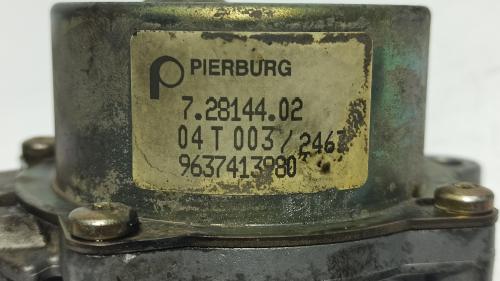 PIERBURG
7.28144.02
04 T 003 / 2467
9637413980